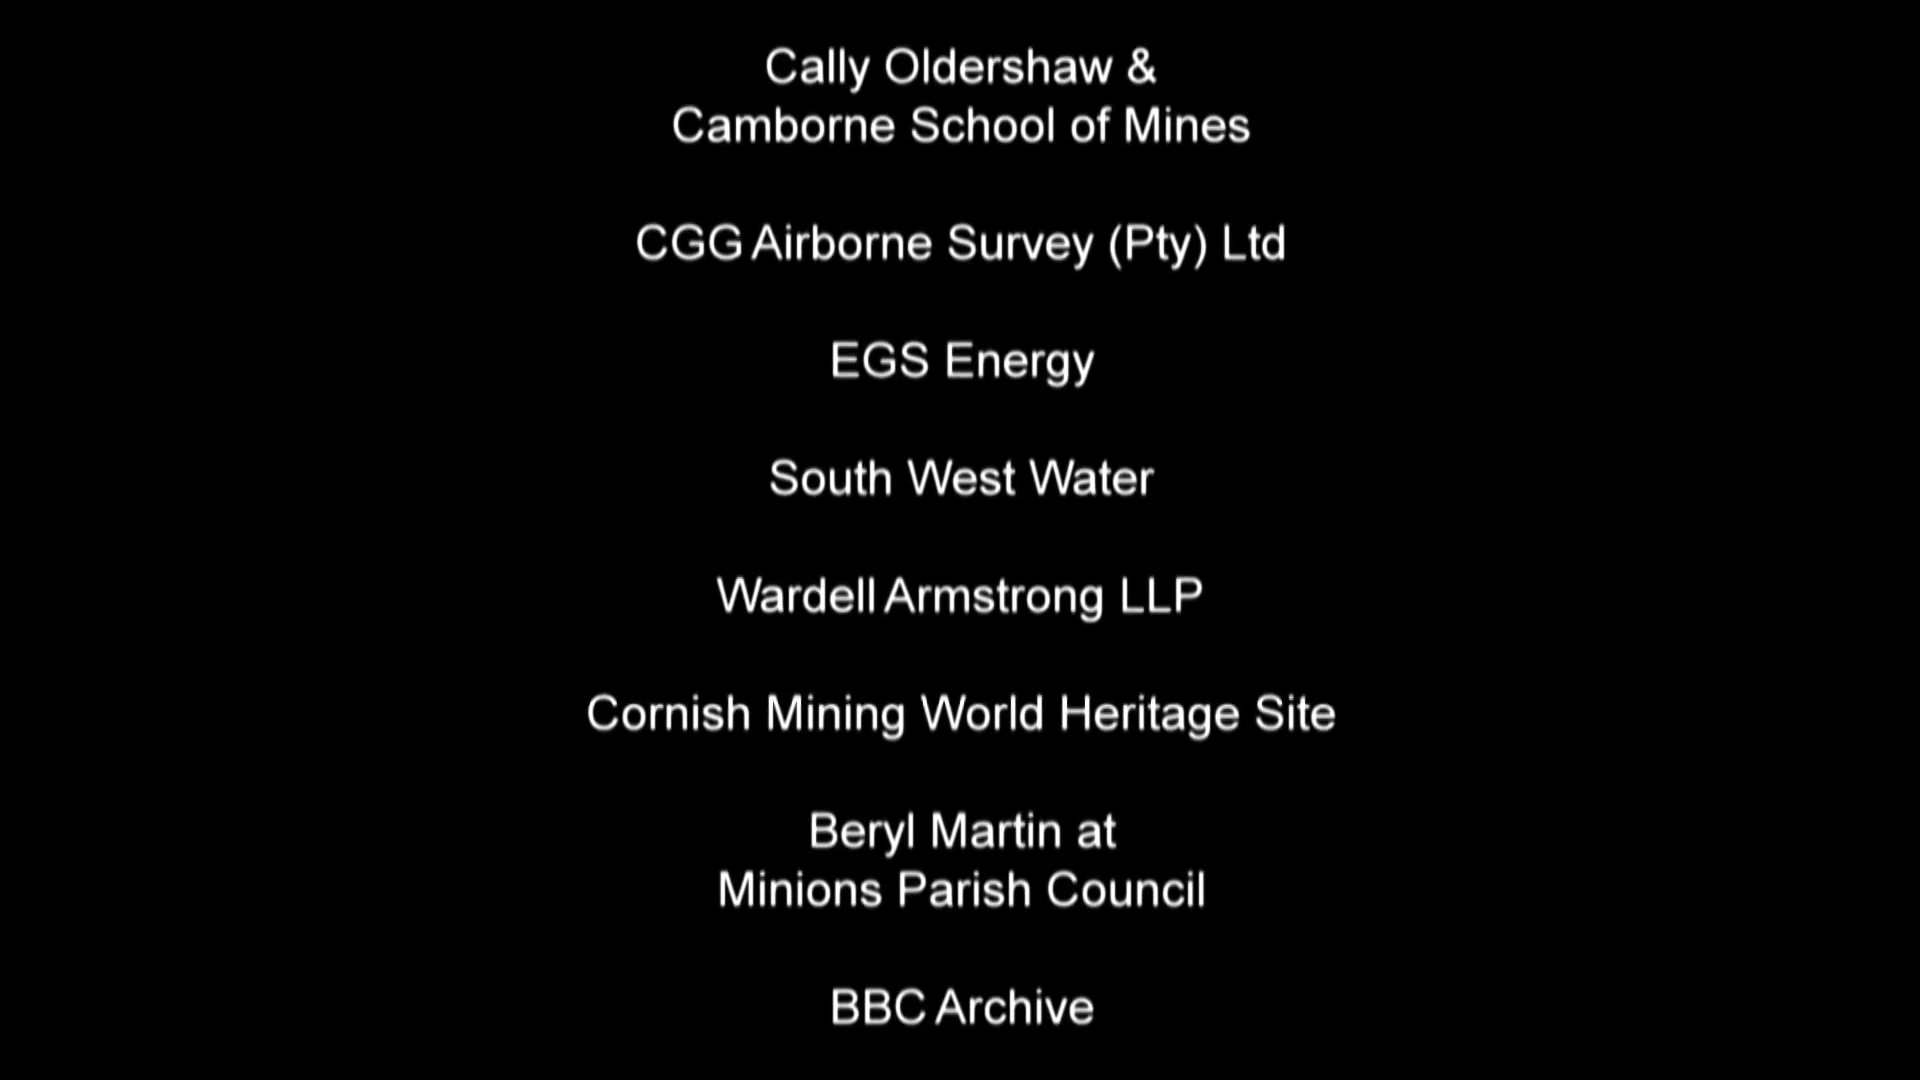 Cally Oldershaw &
Camborne School of Mines
CGG Airborne Survey (Pty) Ltd
EGS Energy
South West Water
Wardell Armstrong LLP
Cornish Mining World Heritage Site
Beryl Martin at
Minions Parish Council
BBC Archive